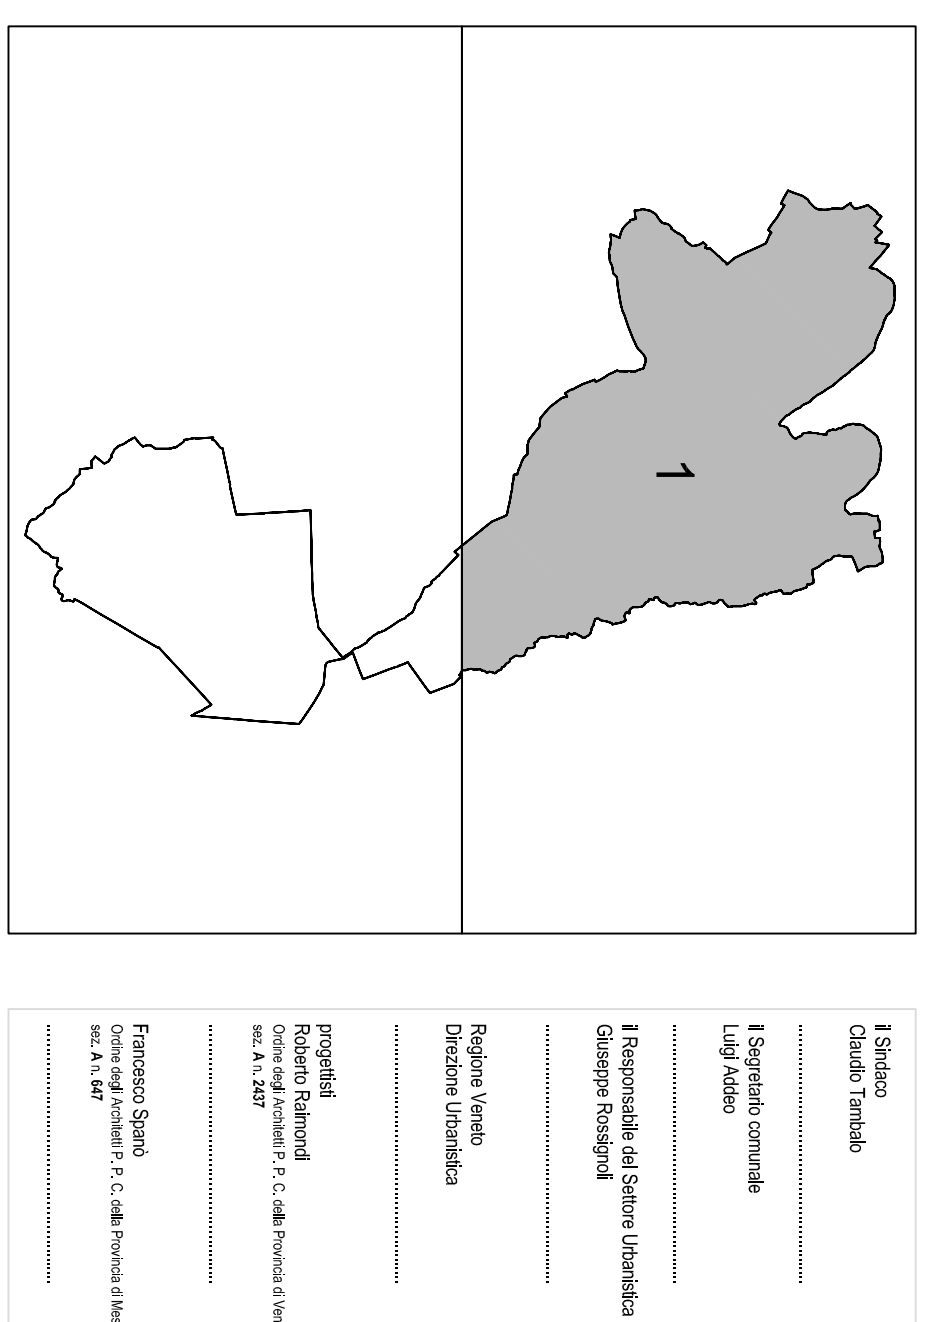 1
il Sindaco
Claudio Tambalo
................................................
il Segretario comunale
Luigi Addeo
................................................
il Responsabile del Settore Urbanistica
Giuseppe Rossignoli
................................................
Regione Veneto
Direzione Urbanistica
................................................
progettisti
Roberto Raimondi
Ordine degli Architetti P. P. C. della Provincia di Ven
sez. A n. 2437
................................................
Francesco Spanò
Ordine degli Architetti P. P. C. della Provincia di Mes
sez. A n. 647
................................................